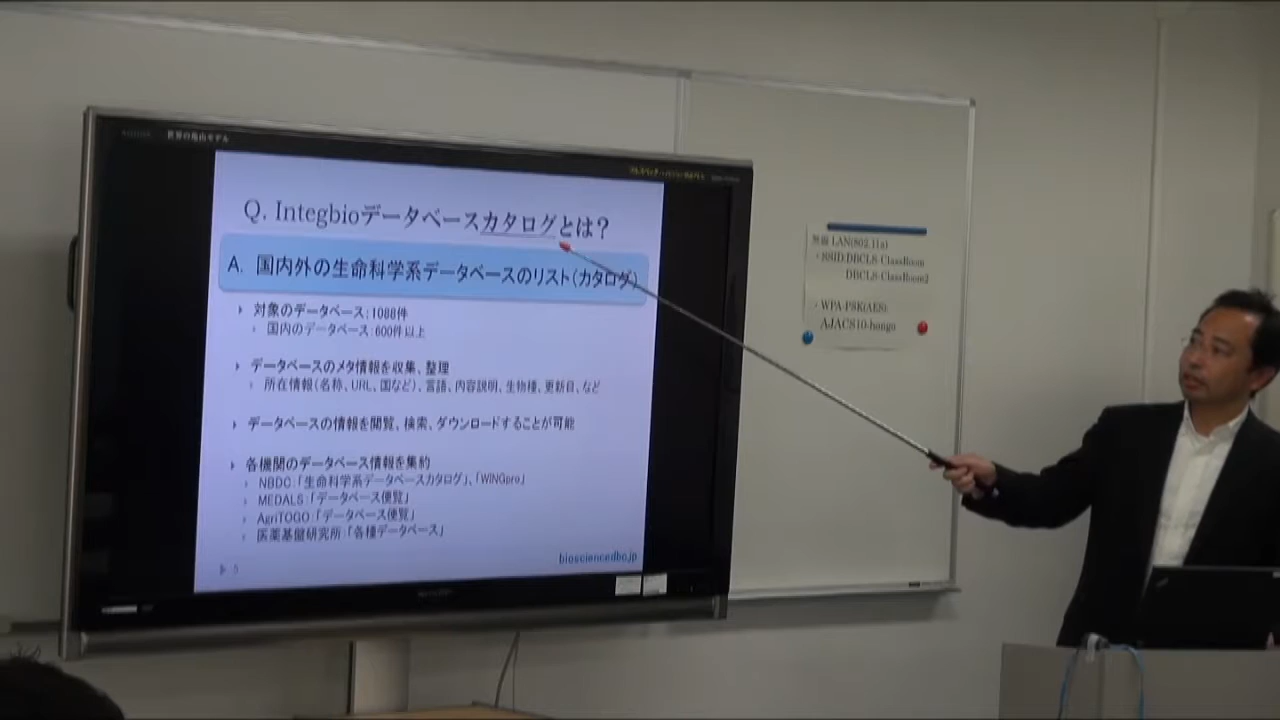 世界の亀山モデル
Q. Integbioデータベースカタログとは？
A. 国内外の生命科学系データベースのリスト（カタログ）
対象のデータベース：1088件
国内のデータベース：600件以上
データベースのメタ情報を収集、整理
所在情報（名称、URL、国など）、言語、内容説明、生物種、更新日、など
データベースの情報を閲覧、検索、ダウンロードすることが可能
各機関のデータベース情報を集約
NBDC：「生命科学系データベースカタログ」、「WINGpro」
MEDALS：「データベース便覧」
AgriTOGO：「データベース便覧」
医薬基盤研究所：「各種データベース」
biosciencedbc.jp
5
無線 LAN(802.11a)
・SSID:DBCLS-ClassRoom
DBCLS-ClassRoom2
・WPA-PSK(AES):
AJACS10-hongo